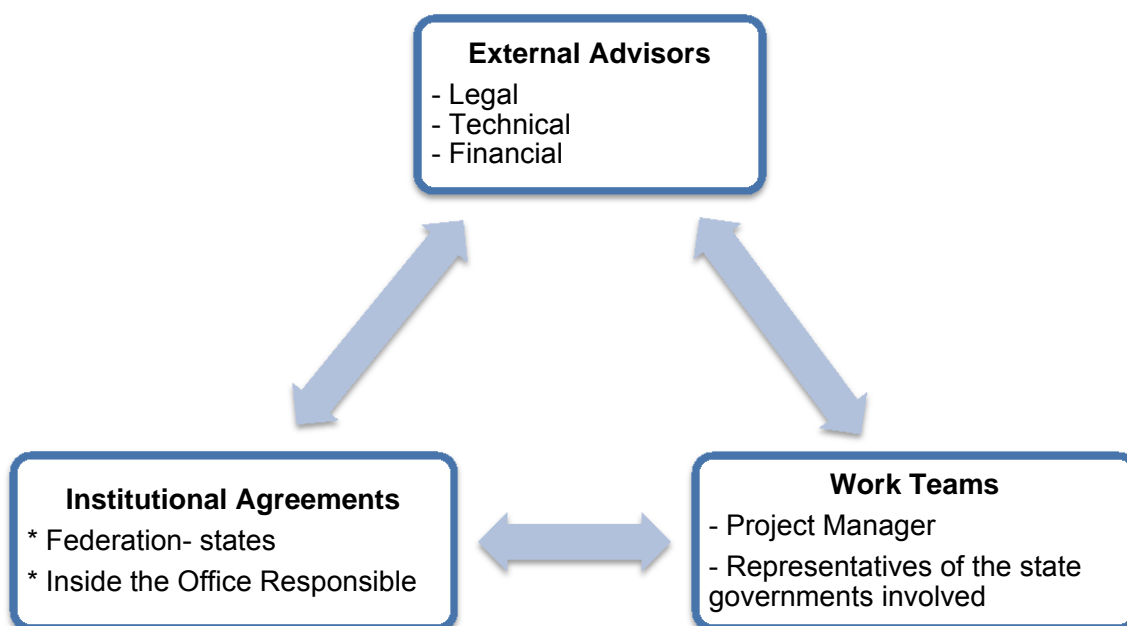 External Advisors
- Legal
- Technical
- Financial
Institutional Agreements
* Federation- states
* Inside the Office Responsible
Work Teams
- Project Manager
- Representatives of the state
governments involved